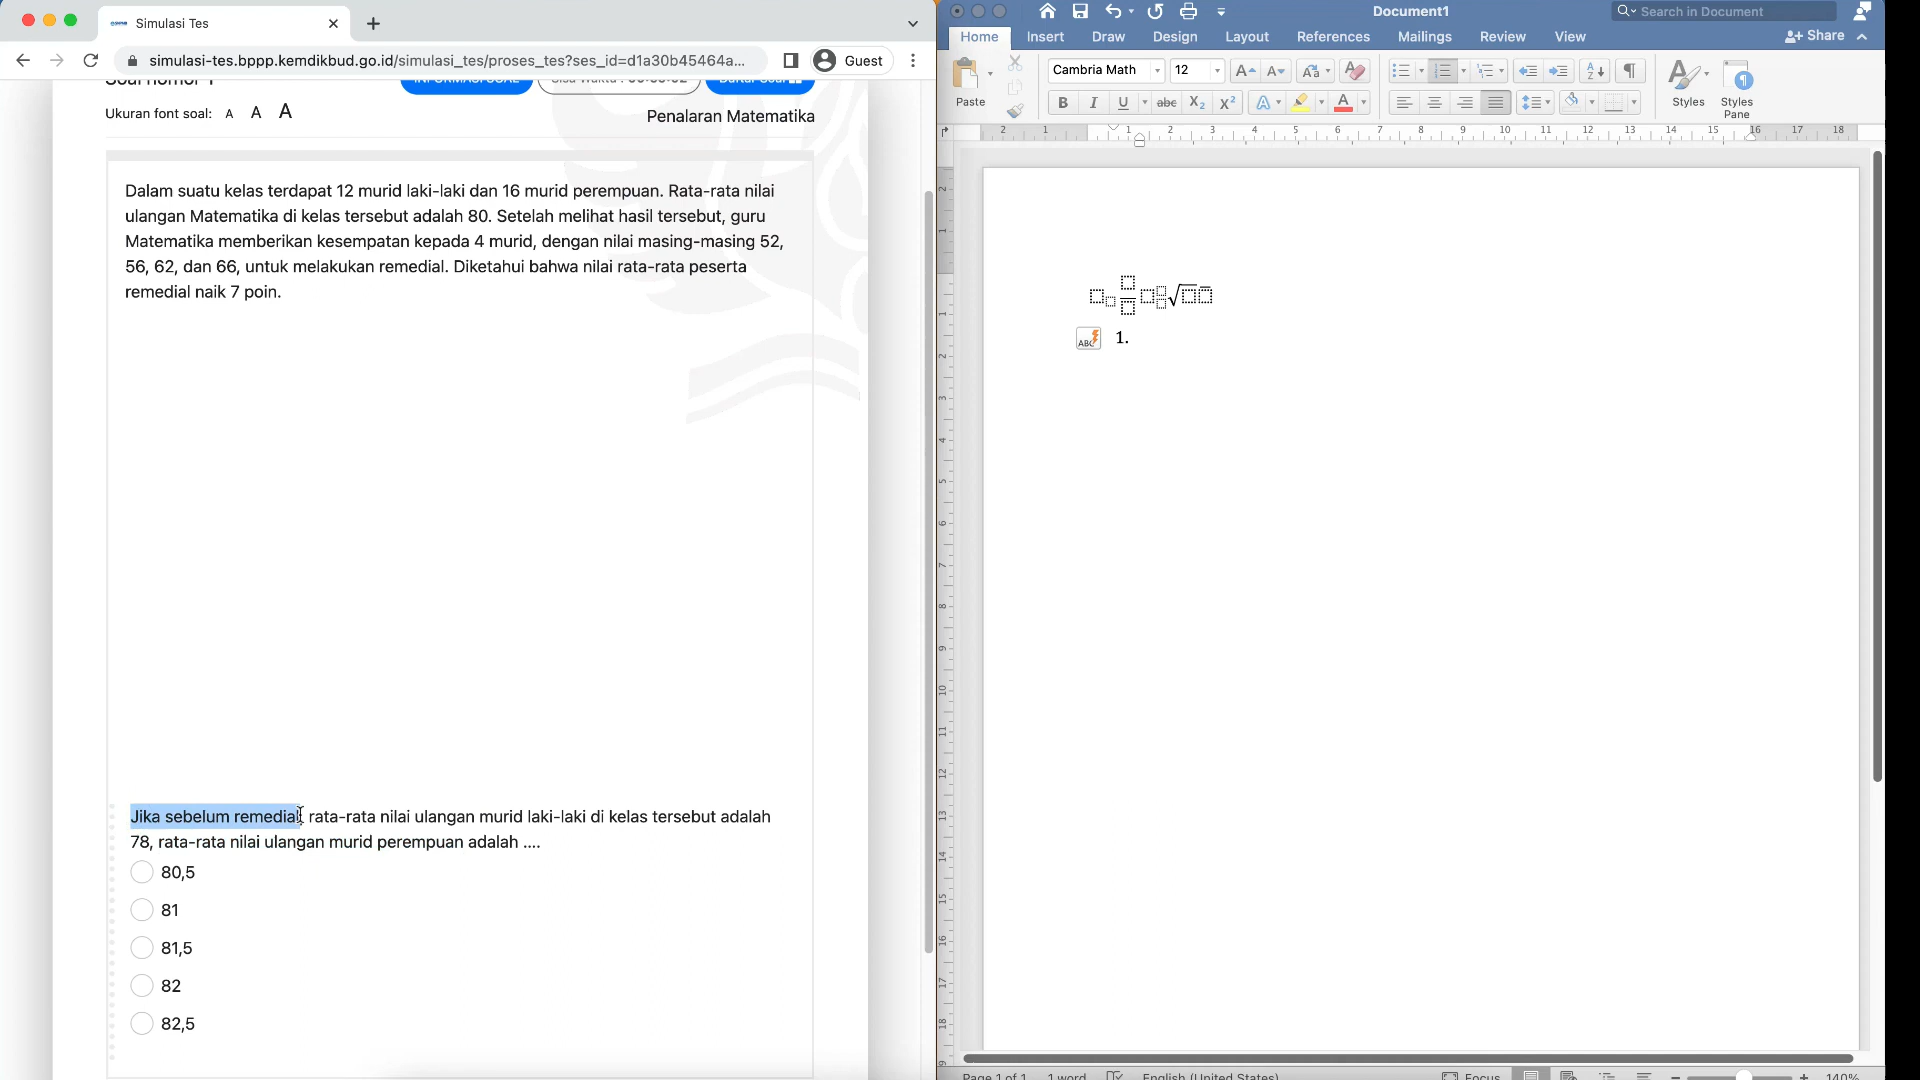 Simulasi Tes
simulasi-tes.bppp.kemdikbud.go.id/simulasi_tes/proses_tes?ses_id=d1a30b45464a...
Guest
Ukuran font soal: A A A
Penalaran Matematika
Dalam suatu kelas terdapat 12 murid laki-laki dan 16 murid perempuan. Rata-rata nilai
ulangan Matematika di kelas tersebut adalah 80. Setelah melihat hasil tersebut, guru
Matematika memberikan kesempatan kepada 4 murid, dengan nilai masing-masing 52,
56, 62, dan 66, untuk melakukan remedial. Diketahui bahwa nilai rata-rata peserta
remedial naik 7 poin.
Jika sebelum remedial, rata-rata nilai ulangan murid laki-laki di kelas tersebut adalah
78, rata-rata nilai ulangan murid perempuan adalah ....
80,5
81
81,5
82
82,5
Document1
Search in Document
Home Insert Draw Design Layout References Mailings Review View
Share
Paste
Cambria Math 12
Styles
Styles
Pane
1.
Page 1 of 1 1 word English (United States)
Focus
140%